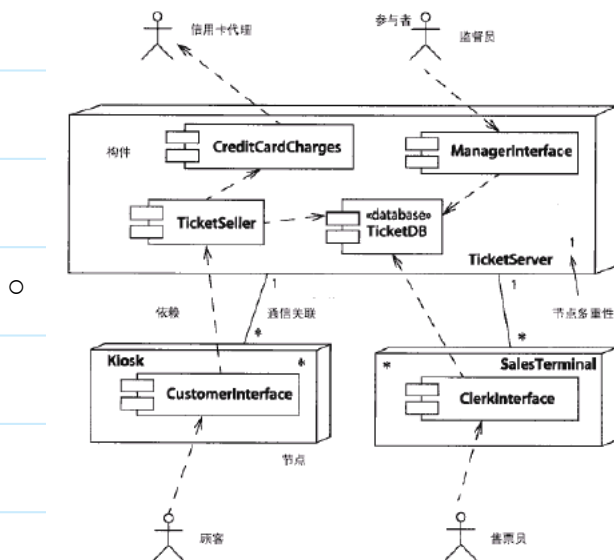 信用卡代理
参与者
监督员
构件
CreditCardCharges
ManagerInterface
TicketSeller
«database»
TicketDB
TicketServer
1
1
1
依赖
通信关联
节点多重性
*
*
Kiosk
*
*
SalesTerminal
CustomerInterface
ClerkInterface
节点
顾客
售票员